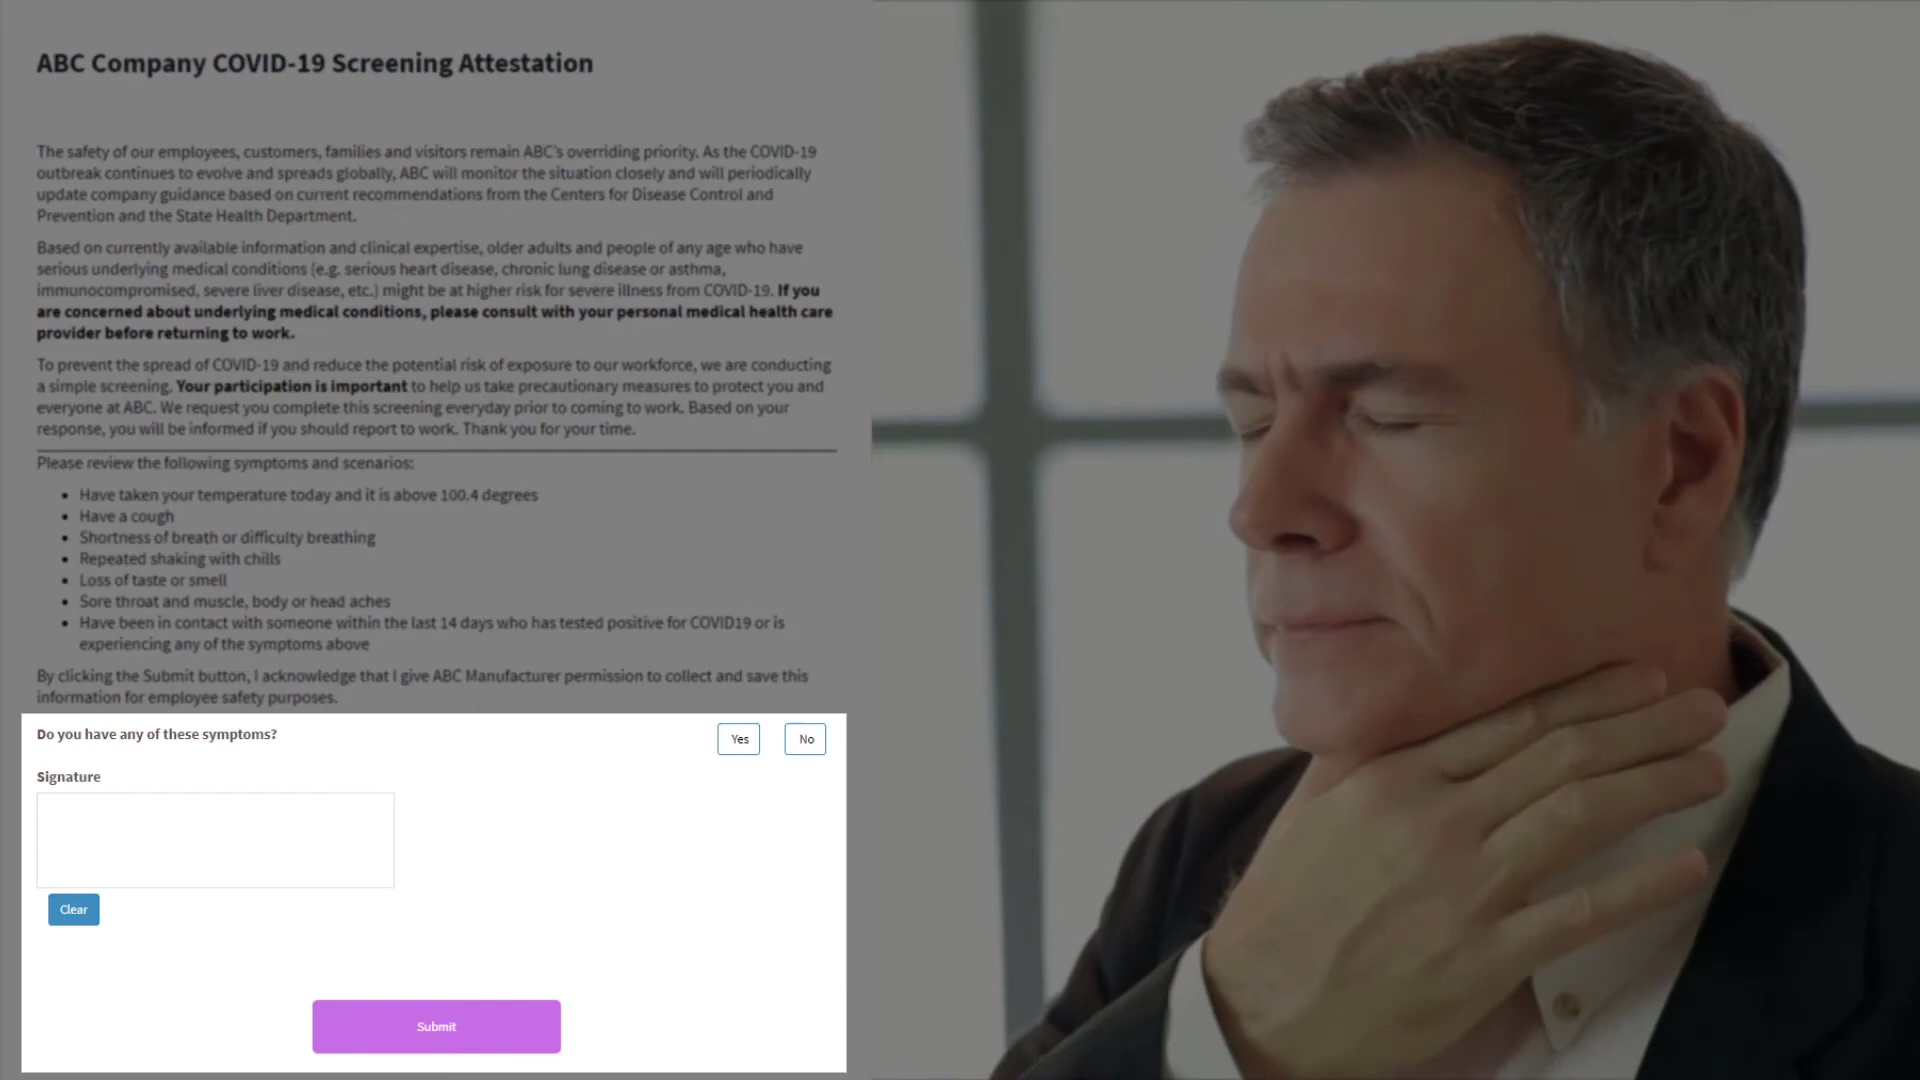 ABC Company COVID-19 Screening Attestation
The safety of our employees, customers, families and visitors remain ABC's overriding priority. As the COVID-19
outbreak continues to evolve and spreads globally, ABC will monitor the situation closely and will periodically
update company guidance based on current recommendations from the Centers for Disease Control and
Prevention and the State Health Department.
Based on currently available information and clinical expertise, older adults and people of any age who have
serious underlying medical conditions (e.g. serious heart disease, chronic lung disease or asthma,
immunocompromised, severe liver disease, etc.) might be at higher risk for severe illness from COVID-19. If you
are concerned about underlying medical conditions, please consult with your personal medical health care
provider before returning to work.
To prevent the spread of COVID-19 and reduce the potential risk of exposure to our workforce, we are conducting
a simple screening. Your participation is important to help us take precautionary measures to protect you and
everyone at ABC. We request you complete this screening everyday prior to coming to work. Based on your
response, you will be informed if you should report to work. Thank you for your time.
Please review the following symptoms and scenarios:
• Have taken your temperature today and it is above 100.4 degrees
• Have a cough
• Shortness of breath or difficulty breathing
• Repeated shaking with chills
• Loss of taste or smell
• Sore throat and muscle, body or head aches
• Have been in contact with someone within the last 14 days who has tested positive for COVID19 or is
experiencing any of the symptoms above
By clicking the Submit button, I acknowledge that I give ABC Manufacturer permission to collect and save this
information for employee safety purposes.
Do you have any of these symptoms? Yes No
Signature
Clear
Submit